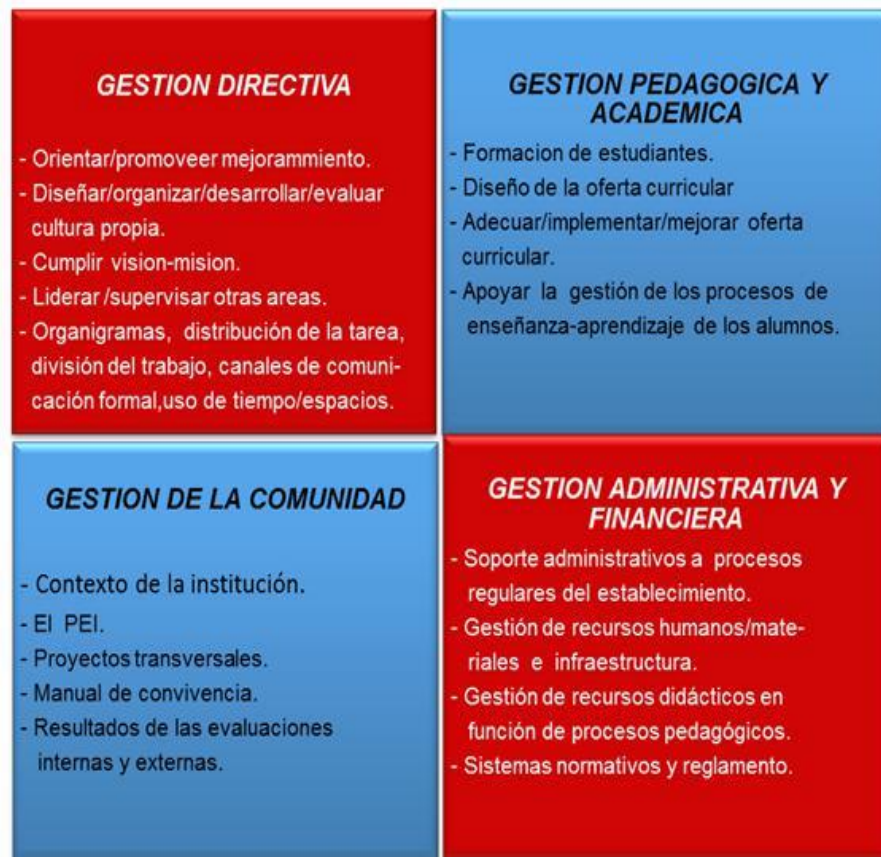 GESTION DIRECTIVA
- Orientar/promoveer mejorammiento.
- Diseñar/organizar/desarrollar/evaluar
cultura propia.
- Cumplir vision-mision.
- Liderar /supervisar otras areas.
- Organigramas, distribución de la tarea,
división del trabajo, canales de comuni-
cación formal,uso de tiempo/espacios.
GESTION PEDAGOGICA Y
ACADEMICA
- Formacion de estudiantes.
- Diseño de la oferta curricular
- Adecuar/implementar/mejorar oferta
curricular.
- Apoyar la gestión de los procesos de
enseñanza-aprendizaje de los alumnos.
GESTION DE LA COMUNIDAD
- Contexto de la institución.
- El PEI.
- Proyectos transversales.
- Manual de convivencia.
- Resultados de las evaluaciones
internas y externas.
GESTION ADMINISTRATIVA Y
FINANCIERA
- Soporte administrativos a procesos
regulares del establecimiento.
- Gestión de recursos humanos/mate-
riales e infraestructura.
- Gestión de recursos didácticos en
función de procesos pedagógicos.
- Sistemas normativos y reglamento.